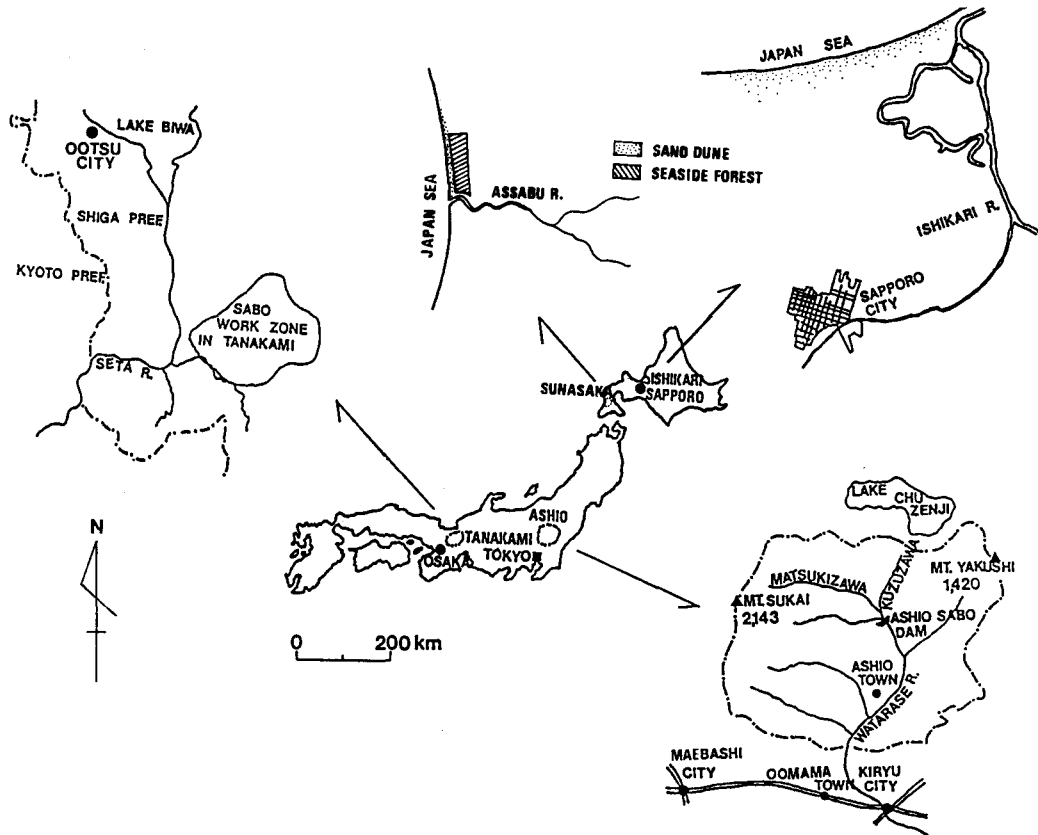 JAPAN SEA
LAKE BIWA
OOTSU
CITY
SHIGA PREE
KYOTO PREF
SABO
WORK ZONE
IN TANAKAMI
SETA R.
JAPAN SEA
ASSABU R.
SAND DUNE
SEASIDE FOREST
ISHIKARI R.
SAPPORO
CITY
SUNASAKA
ISHIKARI
SAPPORO
ASHIO
TANAKAMI
TOKYO
OSAKA
N
0 200 km
LAKE CHU
ZENJI
KUZUZAWA
MATSUKIZAWA
MT. YAKUSHI
1,420
MT. SUKAI
2,143
ASHIO SABO
DAM
ASHIO
TOWN
WATARASE R.
MAEBASHI
CITY
OOMAMA
TOWN
KIRYU
CITY